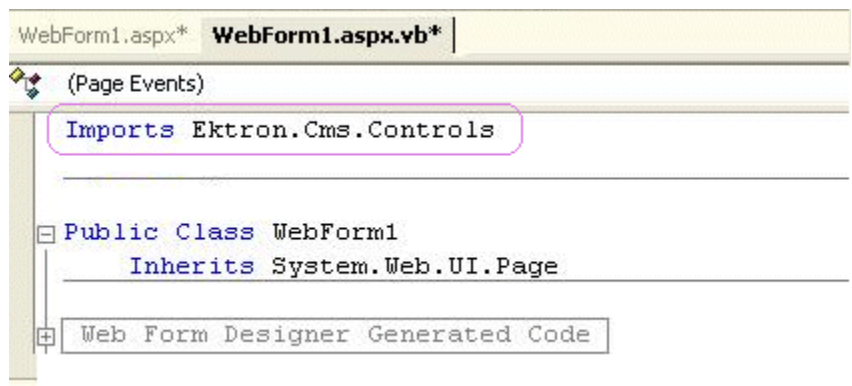 WebForm1.aspx* WebForm1.aspx.vb*
(Page Events)
Imports Ektron.Cms.Controls
Public Class WebForm1
Inherits System.Web.UI.Page
Web Form Designer Generated Code